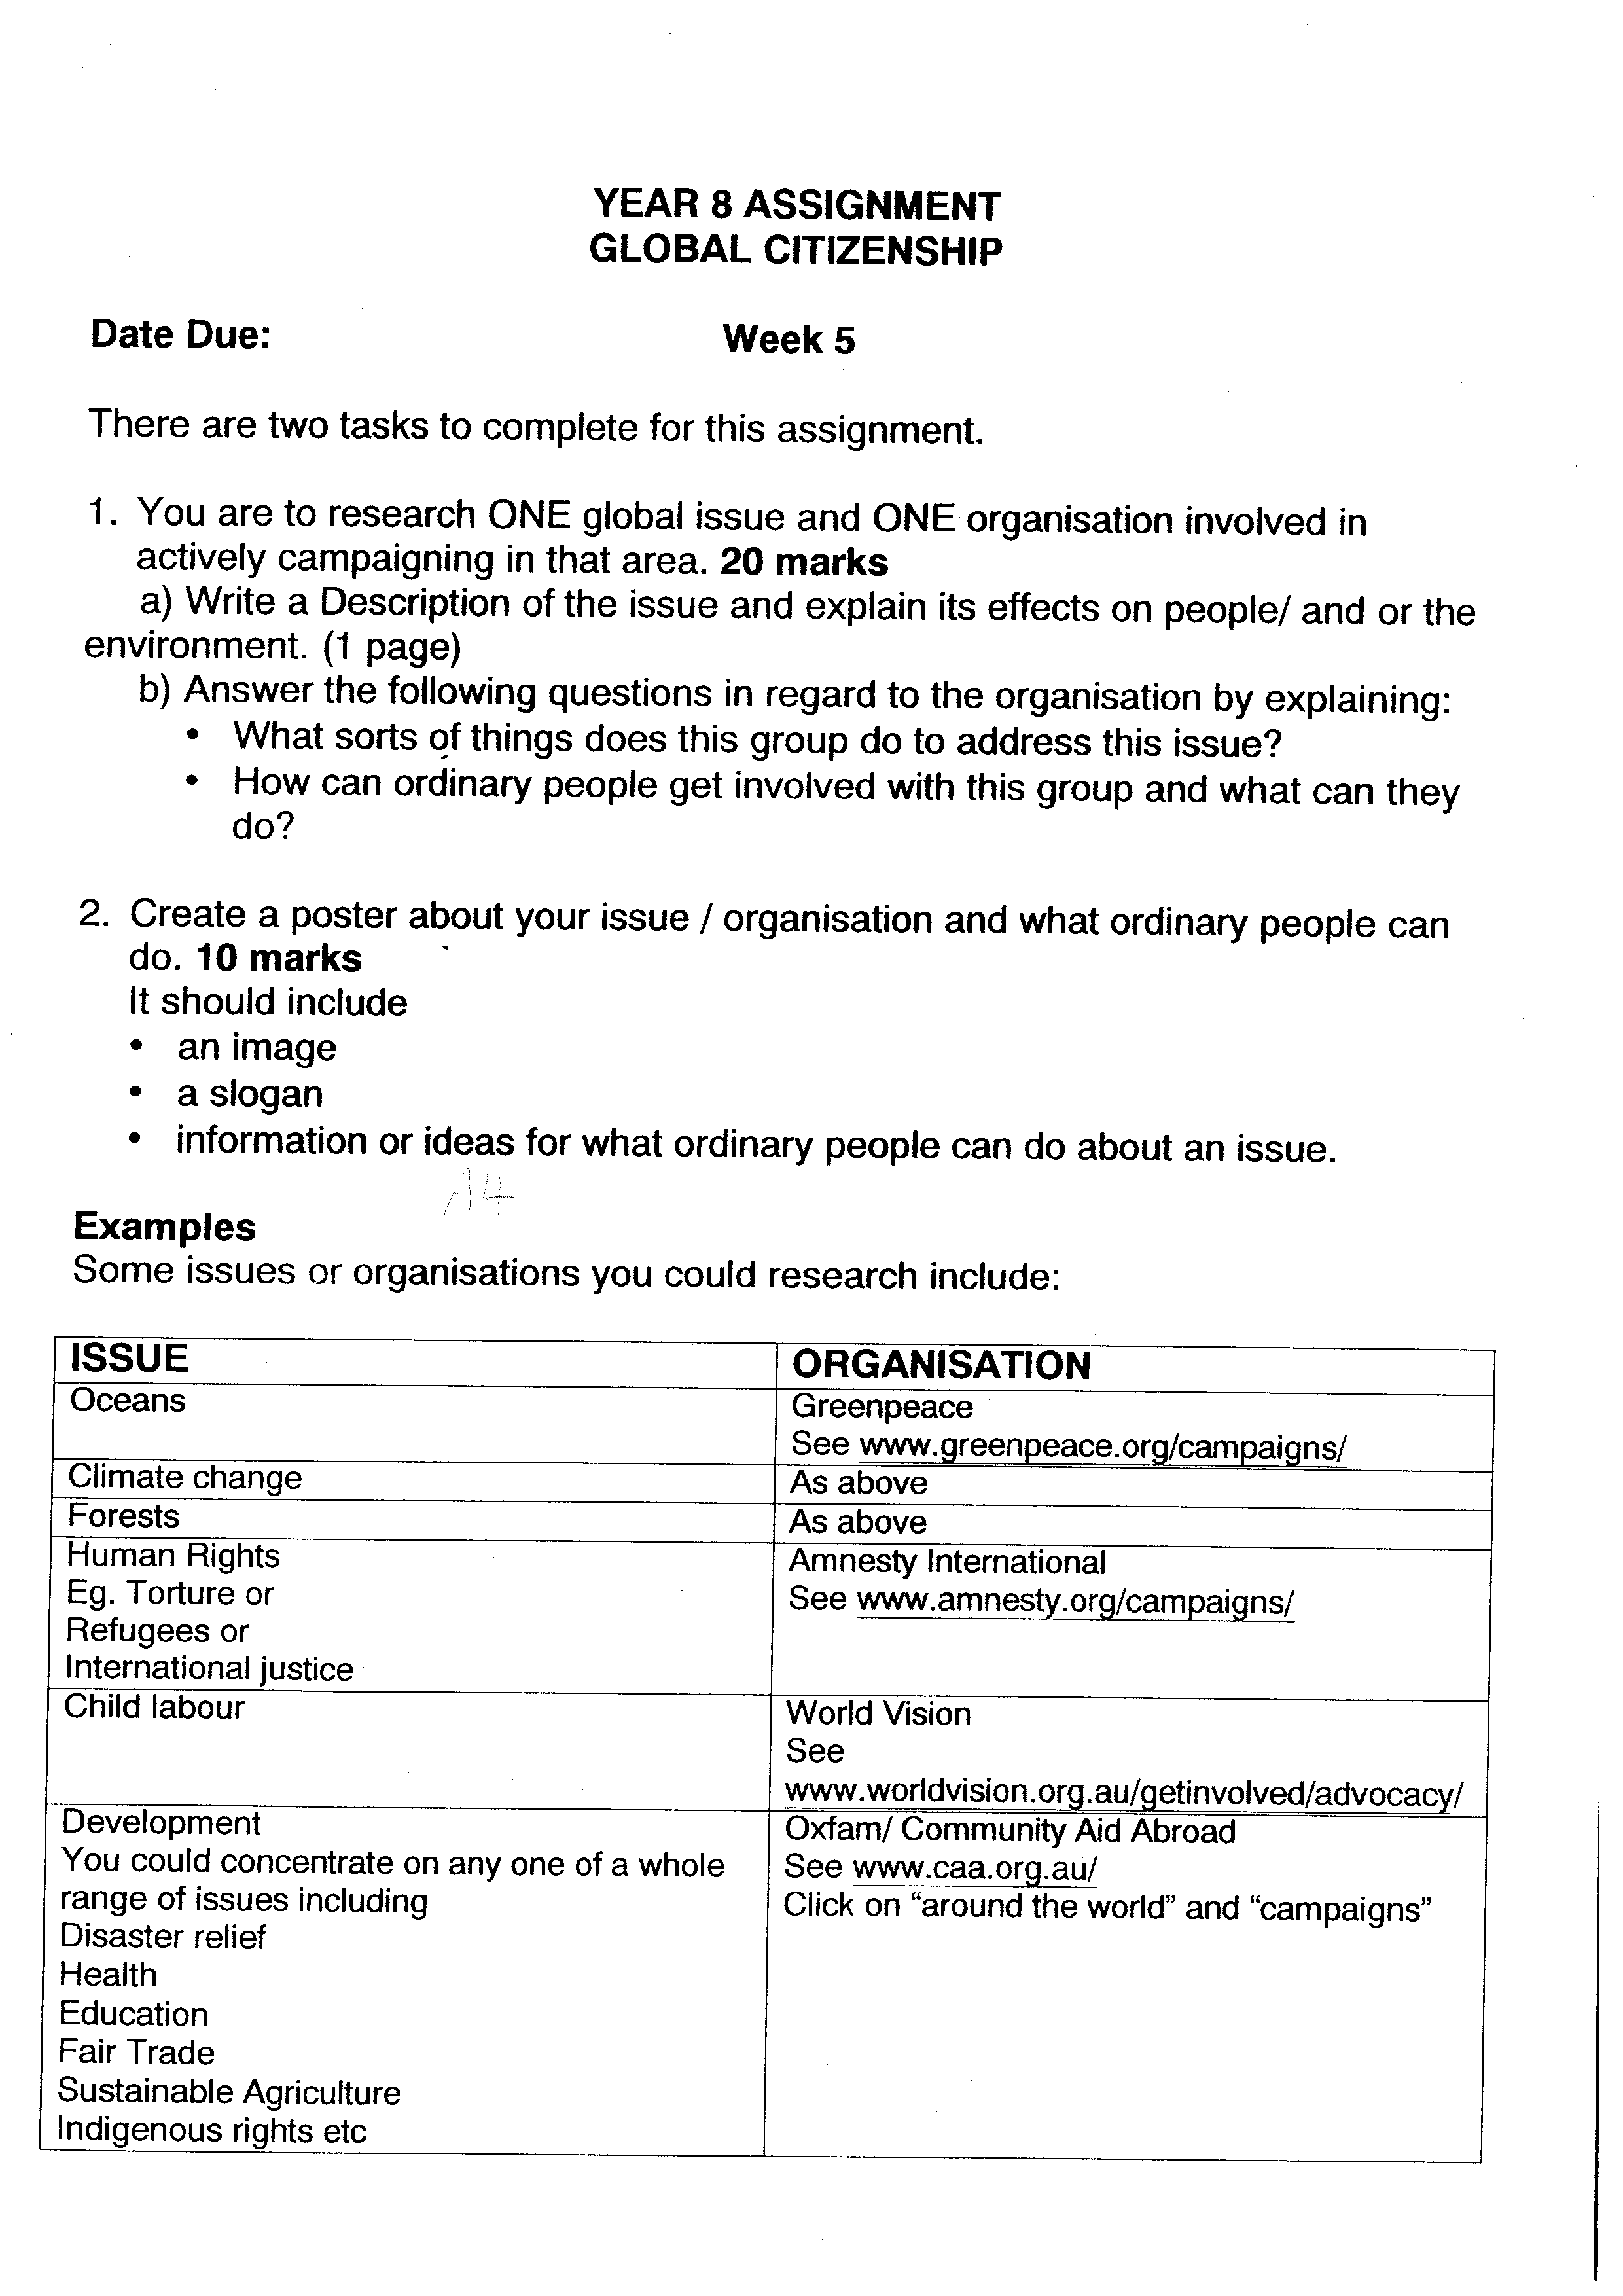 YEAR 8 ASSIGNMENT
GLOBAL CITIZENSHIP
Date Due: Week 5
There are two tasks to complete for this assignment.
1. You are to research ONE global issue and ONE organisation involved in
actively campaigning in that area. 20 marks
a) Write a Description of the issue and explain its effects on people/ and or the
environment. (1 page)
b) Answer the following questions in regard to the organisation by explaining:
• What sorts of things does this group do to address this issue?
• How can ordinary people get involved with this group and what can they
do?
2. Create a poster about your issue / organisation and what ordinary people can
do. 10 marks
It should include
• an image
• a slogan
• information or ideas for what ordinary people can do about an issue.
A4
Examples
Some issues or organisations you could research include:
ISSUE ORGANISATION
Oceans Greenpeace
See www.greenpeace.org/campaigns/
Climate change As above
Forests As above
Human Rights Amnesty International
Eg. Torture or See www.amnesty.org/campaigns/
Refugees or
International justice
Child labour World Vision
See
www.worldvision.org.au/getinvolved/advocacy/
Development Oxfam/ Community Aid Abroad
You could concentrate on any one of a whole See www.caa.org.au/
range of issues including Click on “around the world” and “campaigns”
Disaster relief
Health
Education
Fair Trade
Sustainable Agriculture
Indigenous rights etc